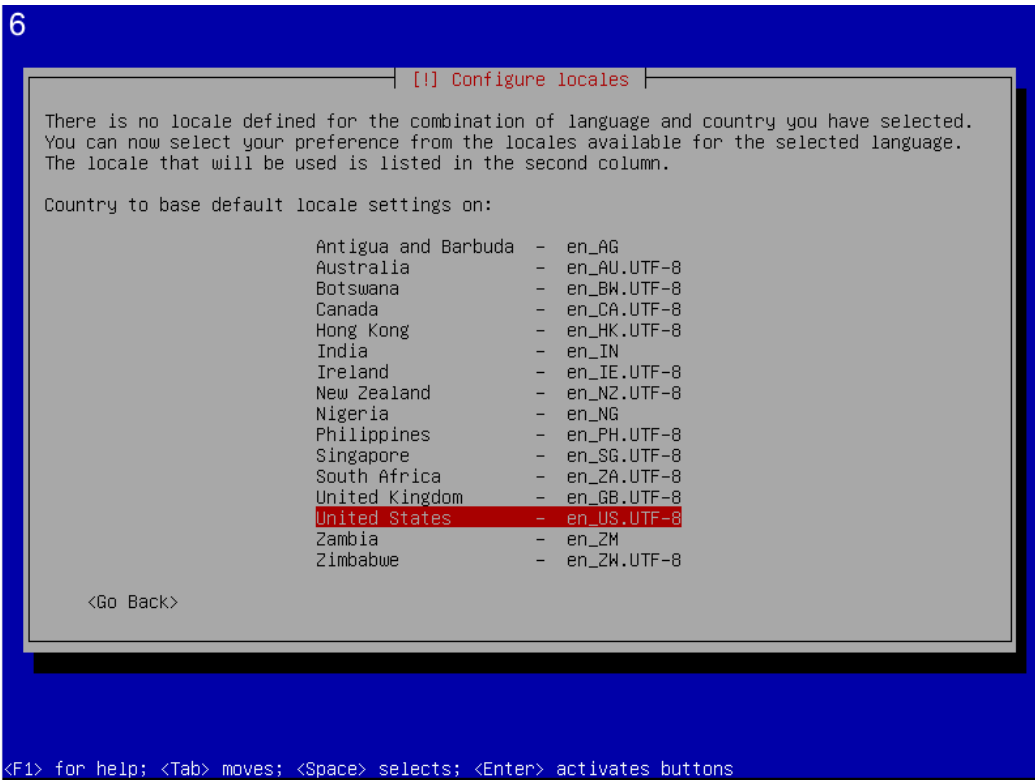 6
[!] Configure locales
There is no locale defined for the combination of language and country you have selected.
You can now select your preference from the locales available for the selected language.
The locale that will be used is listed in the second column.
Country to base default locale settings on:
Antigua and Barbuda - en_AG
Australia - en_AU.UTF-8
Botswana - en_BW.UTF-8
Canada - en_CA.UTF-8
Hong Kong - en_HK.UTF-8
India - en_IN
Ireland - en_IE.UTF-8
New Zealand - en_NZ.UTF-8
Nigeria - en_NG
Philippines - en_PH.UTF-8
Singapore - en_SG.UTF-8
South Africa - en_ZA.UTF-8
United Kingdom - en_GB.UTF-8
United States - en_US.UTF-8
Zambia - en_ZM
Zimbabwe - en_ZW.UTF-8
<Go Back>
<F1> for help; <Tab> moves; <Space> selects; <Enter> activates buttons